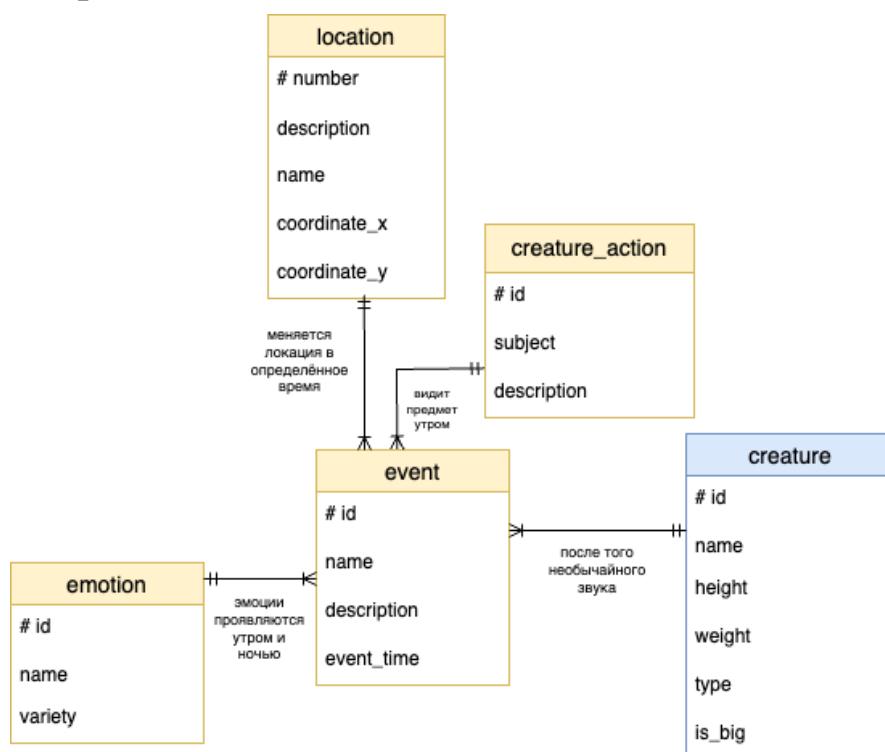 location
# number
description
name
coordinate_x
coordinate_y
меняется
локация в
определённое
время
creature_action
# id
subject
description
видит
предмет
утром
event
# id
name
description
event_time
creature
# id
name
height
weight
type
is_big
после того
необычайного
звука
emotion
# id
name
variety
эмоции
проявляются
утром и
ночью